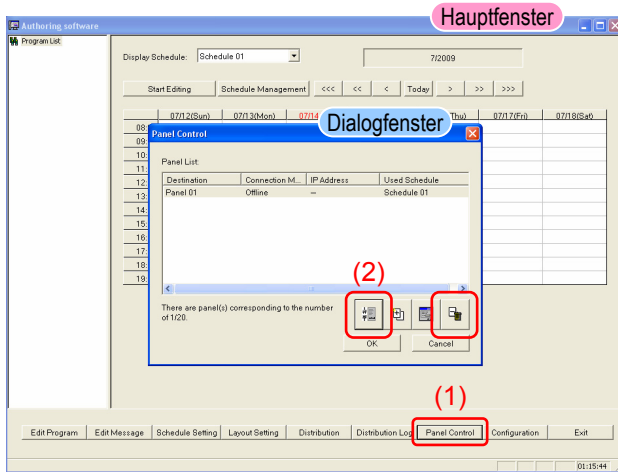 Hauptfenster
Authoring software
Program List
Display Schedule: Schedule 01
7/2009
Start Editing Schedule Management <<< << < Today > >> >>>
07/12(Sun) 07/13(Mon) 07/14 Thu) 07/17(Fri) 07/18(Sat)
Dialogfenster
08:
Panel Control
09:
10:
Panel List:
11:
Destination Connection M... IP Address Used Schedule
12:
Panel 01 Offline — Schedule 01
13:
14:
15:
16:
17:
18:
19:
(2)
There are panel(s) corresponding to the number
of 1/20.
OK Cancel
(1)
Edit Program Edit Message Schedule Setting Layout Setting Distribution Distribution Log Panel Control Configuration Exit
01:15:44